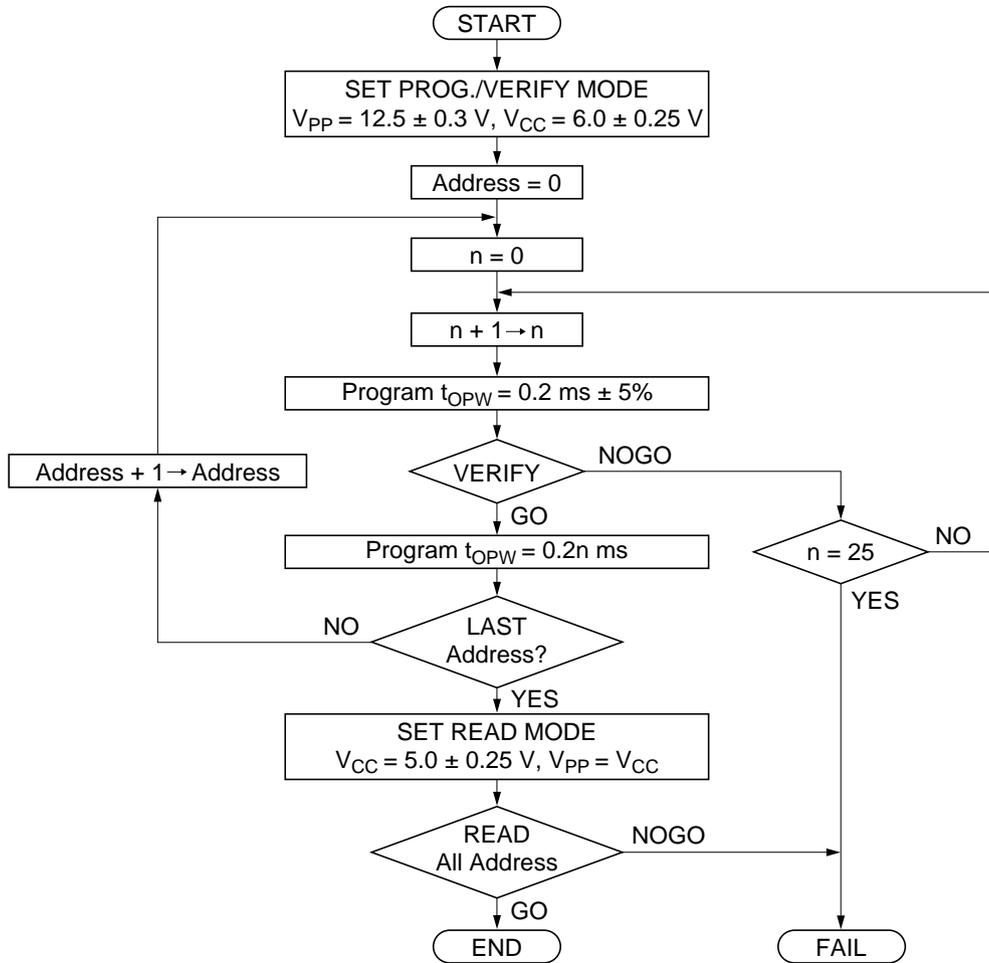 START
SET PROG./VERIFY MODE
VPP = 12.5 ± 0.3 V, VCC = 6.0 ± 0.25 V
Address = 0
n = 0
n + 1 → n
Program tOPW = 0.2 ms ± 5%
Address + 1 → Address
VERIFY
NOGO
GO
Program tOPW = 0.2n ms
n = 25
NO
YES
NO
LAST
Address?
YES
SET READ MODE
VCC = 5.0 ± 0.25 V, VPP = VCC
READ
All Address
NOGO
GO
END
FAIL